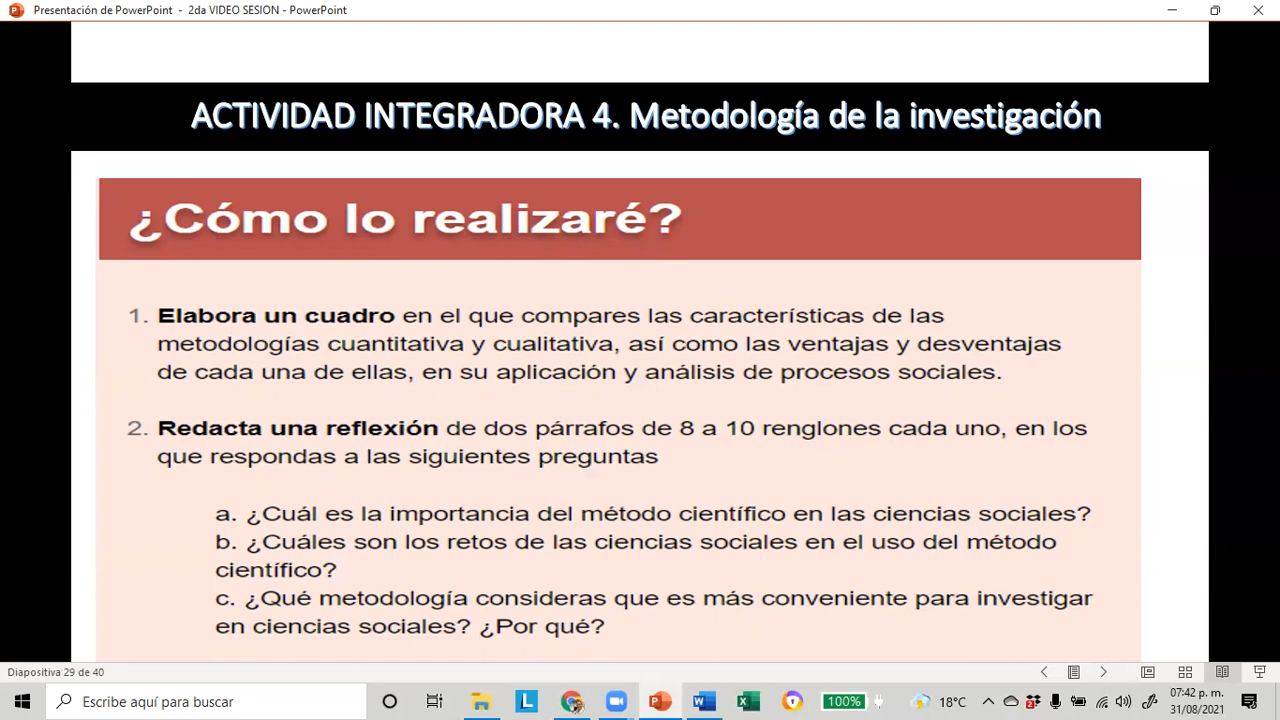 Presentación de PowerPoint - 2da VIDEO SESION - PowerPoint
ACTIVIDAD INTEGRADORA 4. Metodología de la investigación
¿Cómo lo realizaré?
1. Elabora un cuadro en el que compares las características de las
metodologías cuantitativa y cualitativa, así como las ventajas y desventajas
de cada una de ellas, en su aplicación y análisis de procesos sociales.
2. Redacta una reflexión de dos párrafos de 8 a 10 renglones cada uno, en los
que respondas a las siguientes preguntas
a. ¿Cuál es la importancia del método científico en las ciencias sociales?
b. ¿Cuáles son los retos de las ciencias sociales en el uso del método
científico?
c. ¿Qué metodología consideras que es más conveniente para investigar
en ciencias sociales? ¿Por qué?
Diapositiva 29 de 40
Escribe aquí para buscar
100%
18°C
07:42 p. m.
31/08/2021